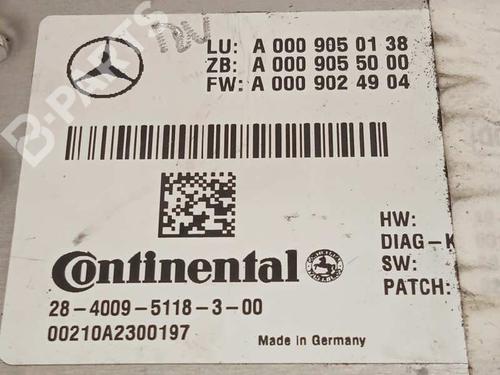 LU: A 000 905 01 38
ZB: A 000 905 50 00
FW: A 000 902 49 04
B-PARTS
HW:
DIAG-K
SW:
PATCH:
Continental
28-4009-5118-3-00
00210A2300197
Made in Germany